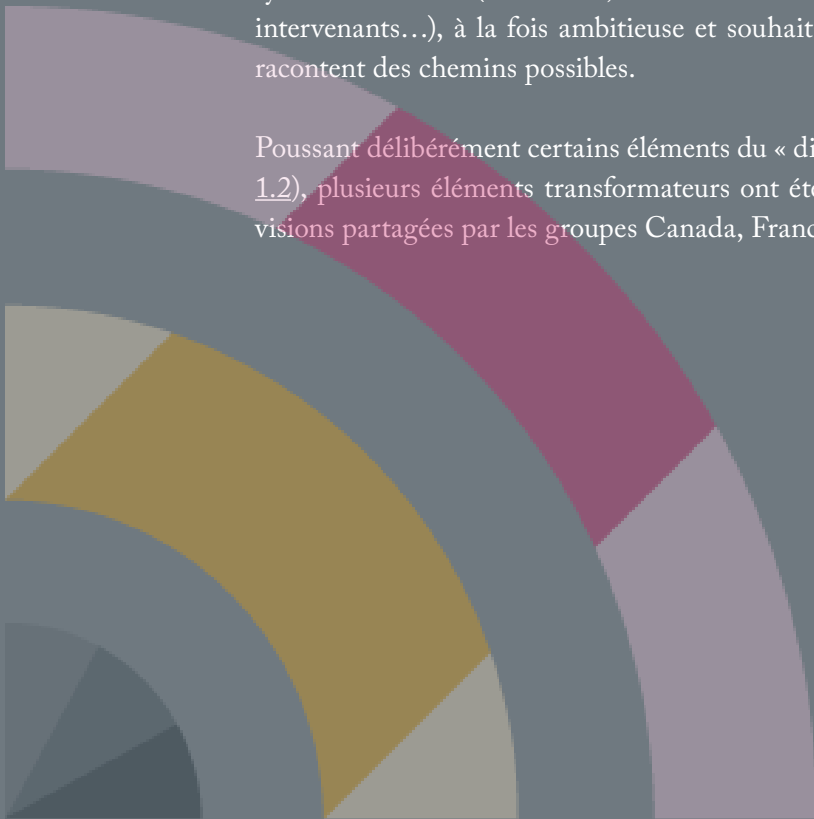 intervenants…), à la fois ambitieuse et souhait
racontent des chemins possibles.
Poussant délibérément certains éléments du « di
1.2), plusieurs éléments transformateurs ont éte
visions partagées par les groupes Canada, Franc